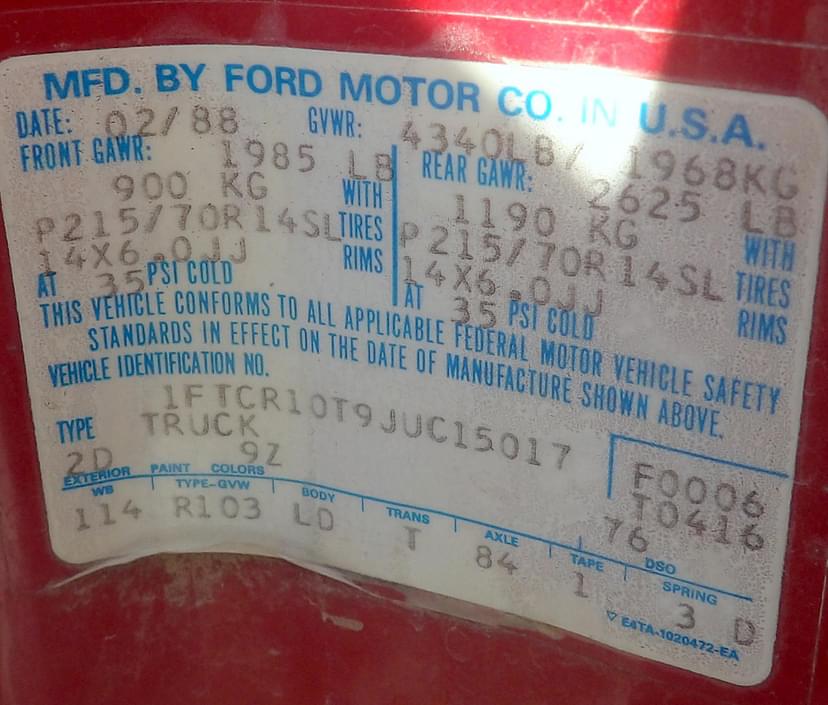 MFD. BY FORD MOTOR CO. IN U.S.A.
DATE: 02/88 GVWR: 4340LB/ 1968KG
FRONT GAWR: 1985 LB
900 KG WITH
P215/70R14SL TIRES
14X6.0JJ RIMS
AT 35 PSI COLD
REAR GAWR: 2625 LB
1190 KG WITH
P215/70R14SL TIRES
14X6.0JJ RIMS
AT 35 PSI COLD
THIS VEHICLE CONFORMS TO ALL APPLICABLE FEDERAL MOTOR VEHICLE SAFETY
STANDARDS IN EFFECT ON THE DATE OF MANUFACTURE SHOWN ABOVE.
VEHICLE IDENTIFICATION NO.
1FTCR10T9JUC15017
TYPE TRUCK
F0006
T0416
2D 9Z 76
EXTERIOR PAINT COLORS DSO
WB TYPE-GVW BODY TRANS AXLE TAPE SPRING
114 R103 LD T 84 1 3 D
▽ E4TA-1020472-EA